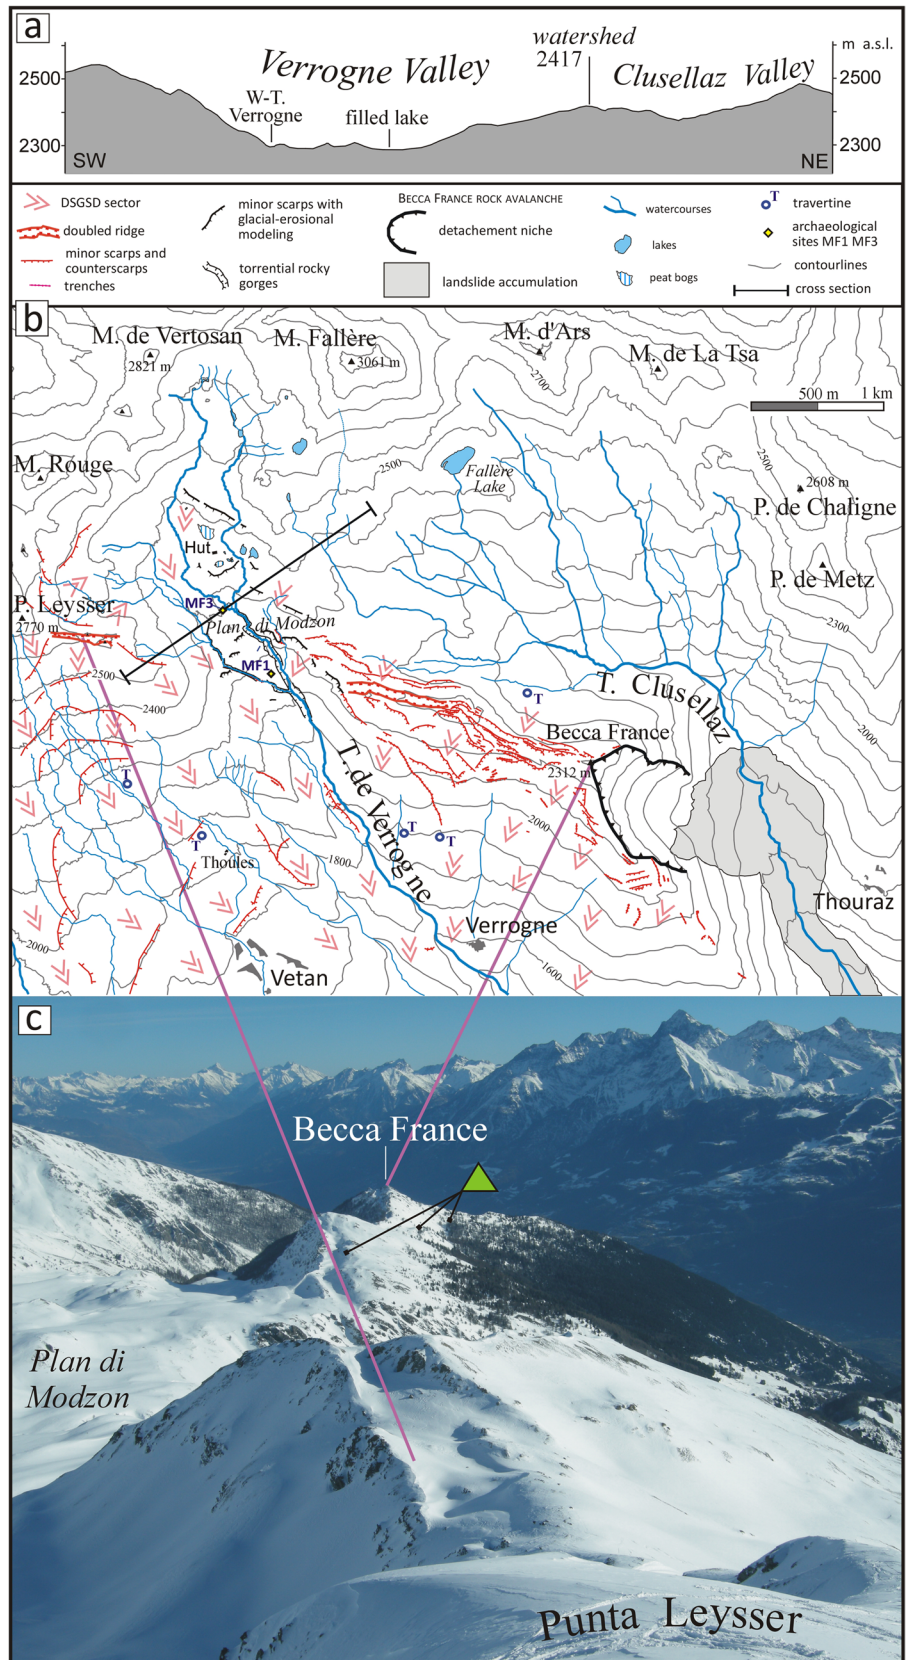 a
watershed
2417
Verrogne Valley
Clusellaz Valley
m a.s.l.
2500
2500
W-T.
Verrogne
filled lake
2300
2300
SW
NE
DSGSD sector
doubled ridge
minor scarps and
counterscarps
trenches
minor scarps with
glacial-erosional
modeling
torrential rocky
gorges
BECCA FRANCE ROCK AVALANCHE
detachement niche
landslide accumulation
watercourses
lakes
peat bogs
T
travertine
archaeological
sites MF1 MF3
contourlines
cross section
b
M. de Vertosan
2821 m
M. Fallère
3061 m
M. d'Ars
2700
M. de La Tsa
500 m 1 km
M. Rouge
2500
Fallère
Lake
2500
2608 m
P. de Chaligne
Hut
P. de Metz
MF3
P. Leysser
2770 m
Plan di Modzon
2300
MF1
2500
2400
T. Clusellaz
T
Becca France
2312 m
2000
T. de Verrogne
T
T
T
T
2000
Thoules
1800
Thouraz
Verrogne
2000
Vetan
1600
c
Becca France
Plan di
Modzon
Punta Leysser